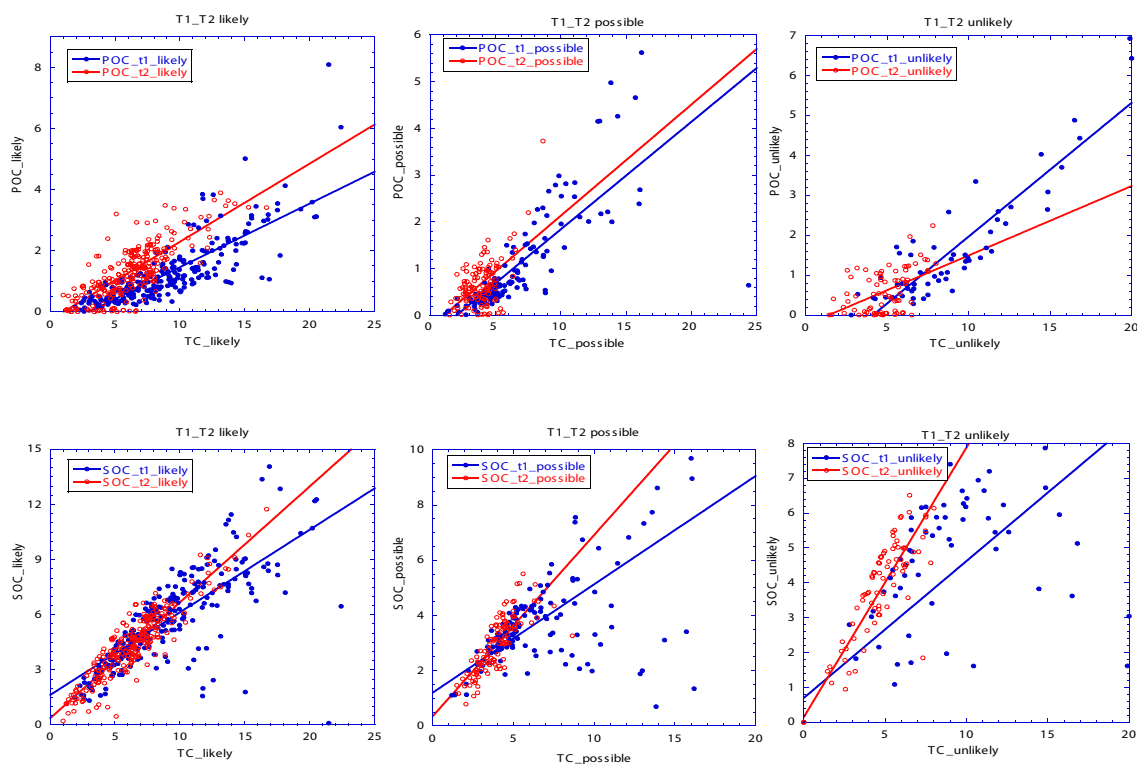 T1_T2 likely
POC_t1_likely
POC_t2_likely
POC_likely
8
6
4
2
0
0 5 10 15 20 25
TC_likely
T1_T2 possible
POC_t1_possible
POC_t2_possible
POC_possible
6
5
4
3
2
1
0
0 5 10 15 20 25
TC_possible
T1_T2 unlikely
POC_t1_unlikely
POC_t2_unlikely
POC_unlikely
7
6
5
4
3
2
1
0
0 5 10 15 20
TC_unlikely
T1_T2 likely
SOC_t1_likely
SOC_t2_likely
SOC_likely
15
12
9
6
3
0
0 5 10 15 20 25
TC_likely
T1_T2 possible
SOC_t1_possible
SOC_t2_possible
SOC_possible
10
8
6
4
2
0
0 5 10 15 20
TC_possible
T1_T2 unlikely
SOC_t1_unlikely
SOC_t2_unlikely
SOC_unlikely
8
7
6
5
4
3
2
1
0
0 5 10 15 20
TC_unlikely